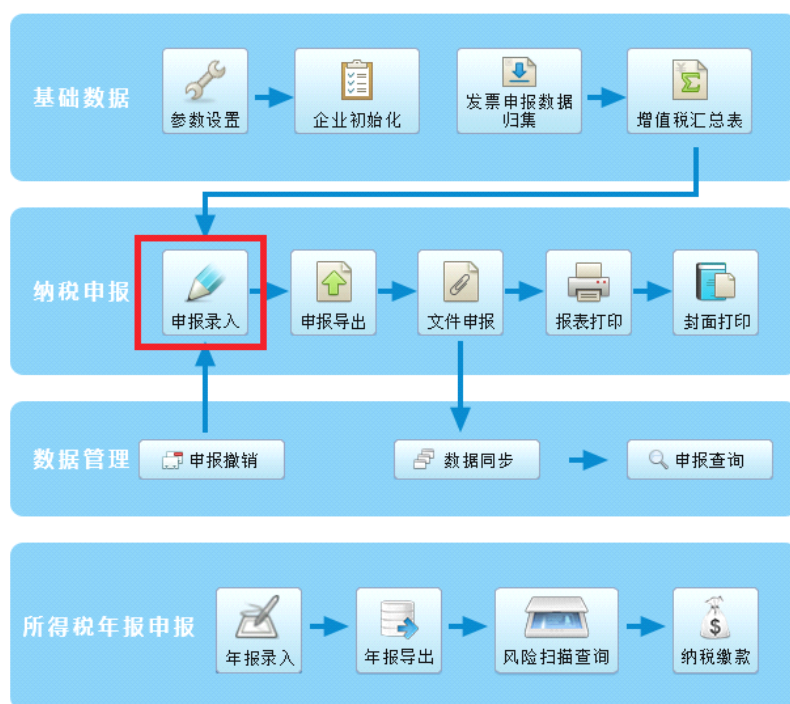 基础数据
参数设置
企业初始化
发票申报数据
归集
增值税汇总表
纳税申报
申报录入
申报导出
文件申报
报表打印
封面打印
数据管理
申报撤销
数据同步
申报查询
所得税年报申报
年报录入
年报导出
风险扫描查询
纳税缴款